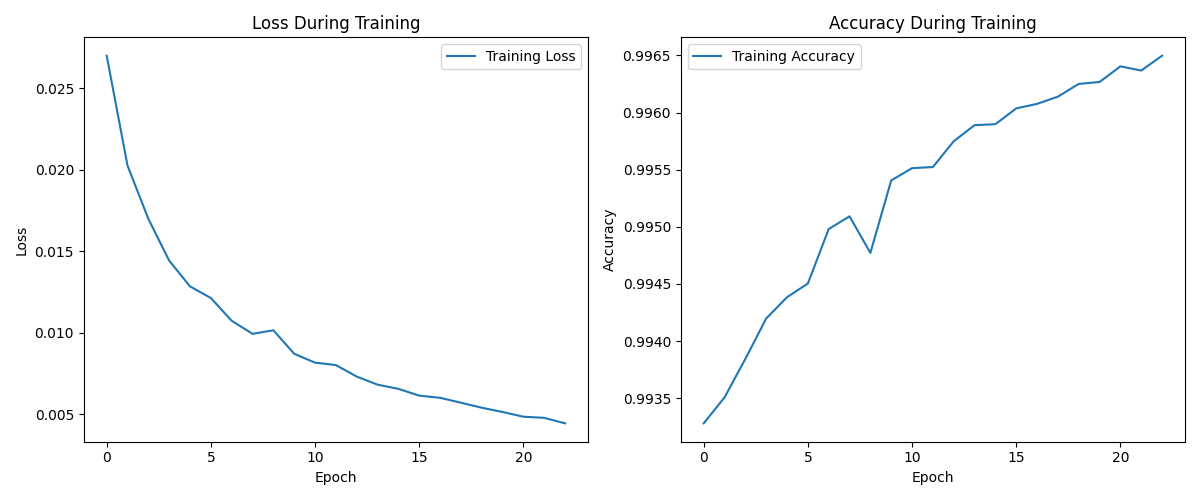 Loss During Training
Training Loss
0.025
0.020
0.015
0.010
0.005
Loss
0
5
10
15
20
Epoch
Accuracy During Training
Training Accuracy
0.9965
0.9960
0.9955
0.9950
0.9945
0.9940
0.9935
Accuracy
0
5
10
15
20
Epoch